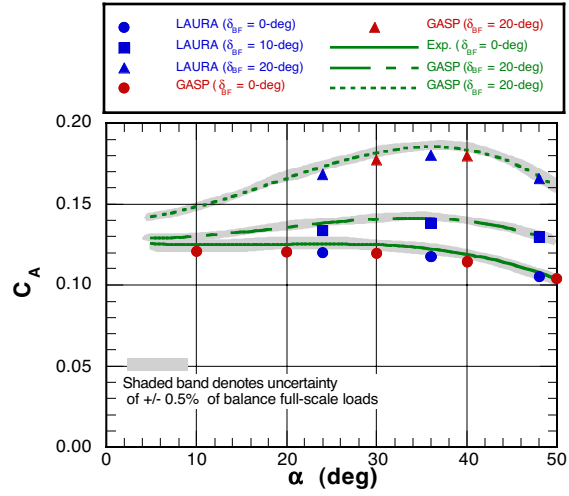 LAURA (δBF = 0-deg)
LAURA (δBF = 10-deg)
LAURA (δBF = 20-deg)
GASP (δBF = 0-deg)
GASP (δBF = 20-deg)
Exp. (δBF = 0-deg)
GASP (δBF = 20-deg)
GASP (δBF = 20-deg)
0.20
0.15
0.10
0.05
0.00
CA
Shaded band denotes uncertainty
of +/- 0.5% of balance full-scale loads
0 10 20 30 40 50
α (deg)